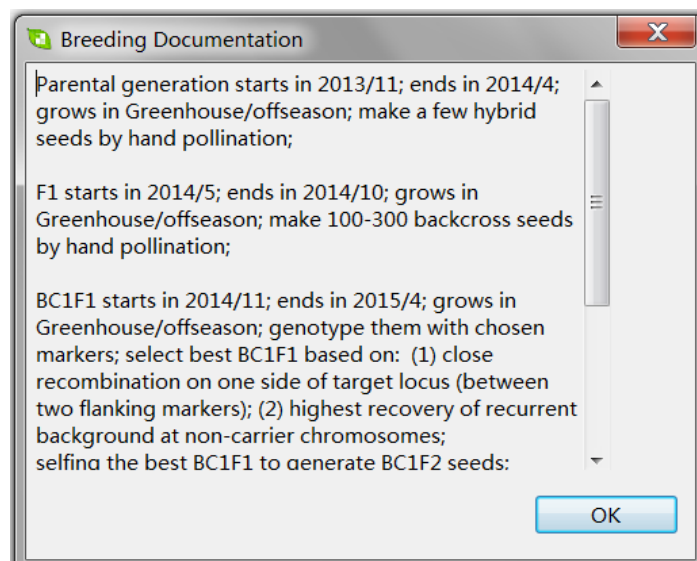 Breeding Documentation
Parental generation starts in 2013/11; ends in 2014/4;
grows in Greenhouse/offseason; make a few hybrid
seeds by hand pollination;
F1 starts in 2014/5; ends in 2014/10; grows in
Greenhouse/offseason; make 100-300 backcross seeds
by hand pollination;
BC1F1 starts in 2014/11; ends in 2015/4; grows in
Greenhouse/offseason; genotype them with chosen
markers; select best BC1F1 based on:  (1) close
recombination on one side of target locus (between
two flanking markers); (2) highest recovery of recurrent
background at non-carrier chromosomes;
selfing the best BC1F1 to generate BC1F2 seeds;
OK